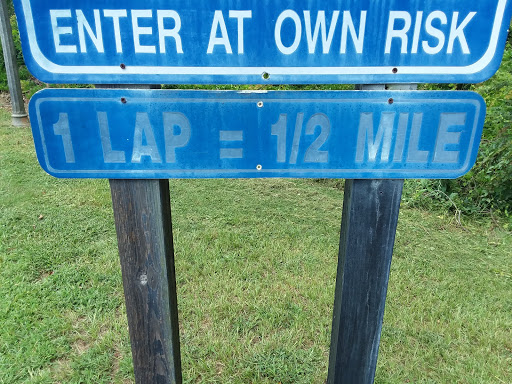 ENTER AT OWN RISK
1 LAP = 1/2 MILE